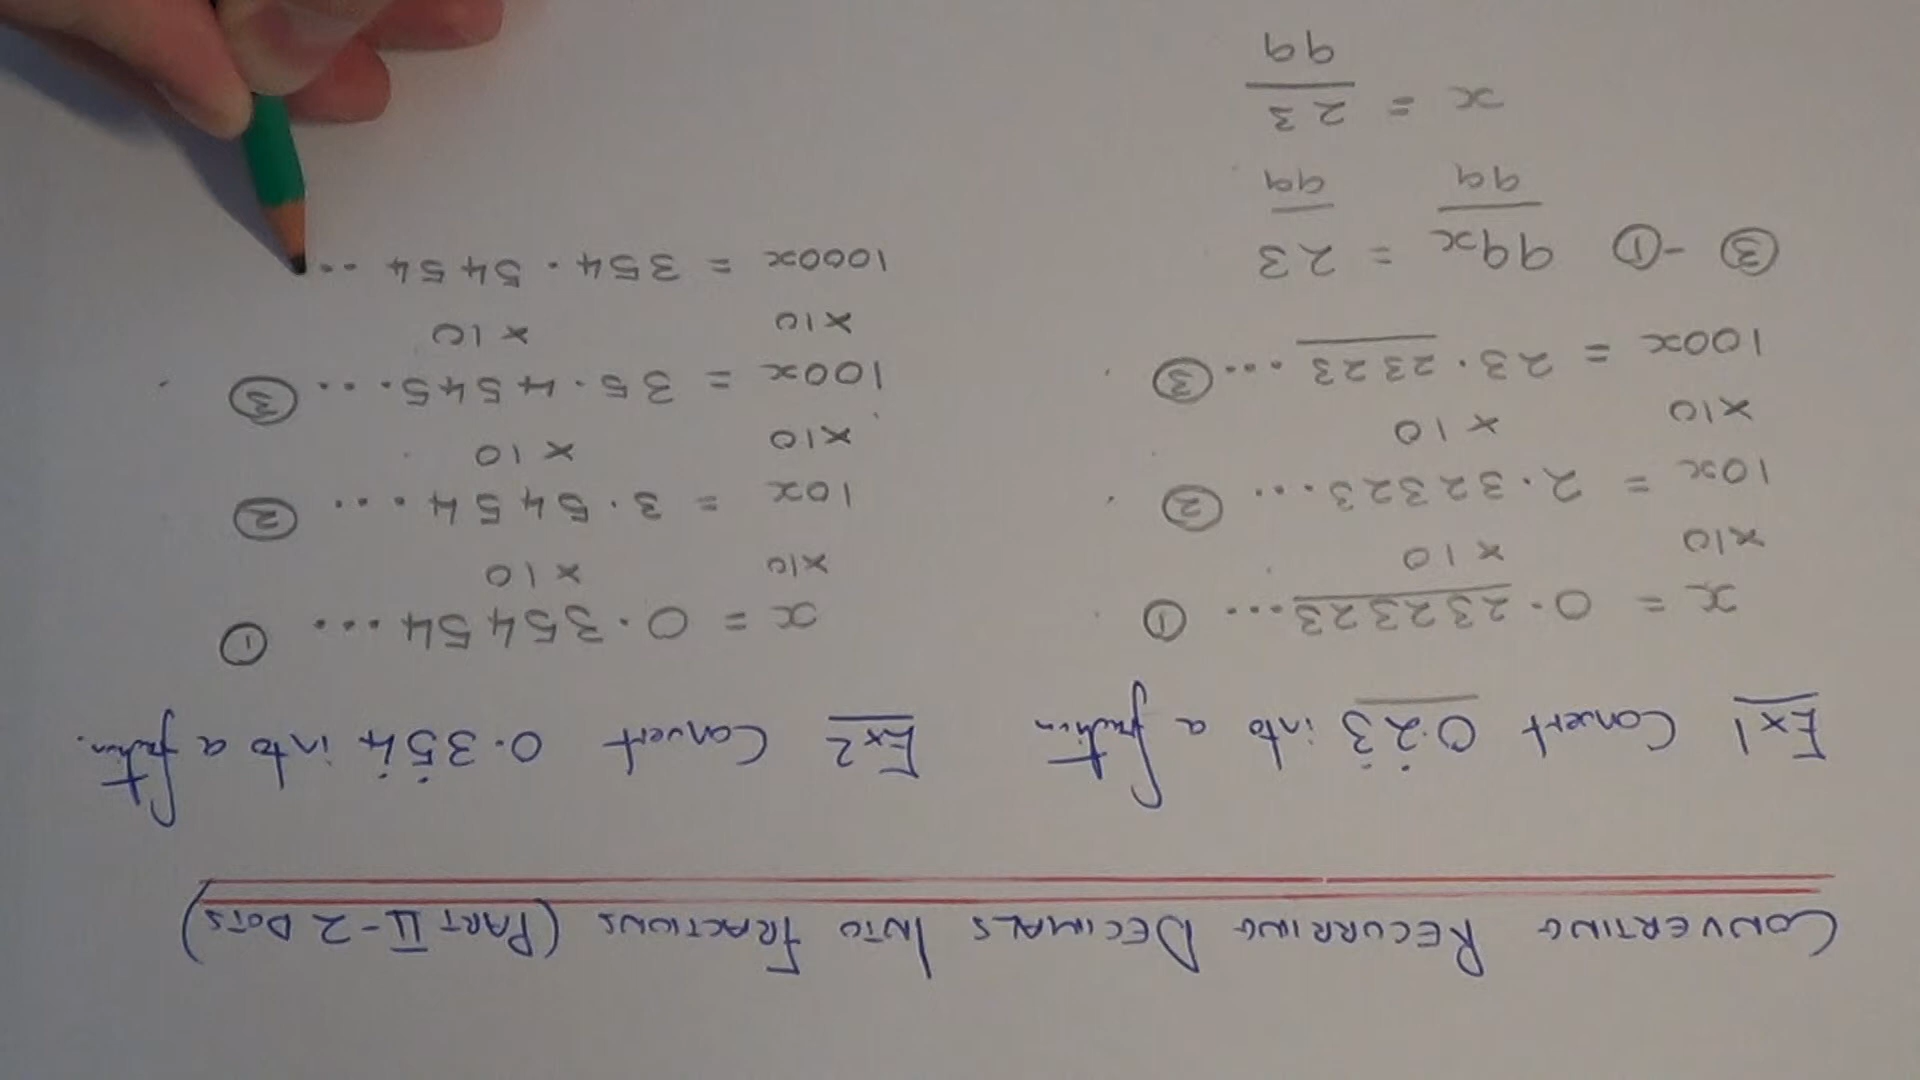 CONVERTING RECURRING DECIMALS INTO FRACTIONS (PART II - 2 DOTS)
Ex1 Convert 0.2̇3̇ into a fraction
x = 0.232323... ①
×10 ×10
10x = 2.32323... ②
×10 ×10
100x = 23.2323... ③
③ - ① 99x = 23
99 99
x = 23
99
Ex2 Convert 0.35̇4̇ into a fraction.
x = 0.35454... ①
×10 ×10
10x = 3.5454... ②
×10 ×10
100x = 35.4545... ③
×10 ×10
1000x = 354.5454...